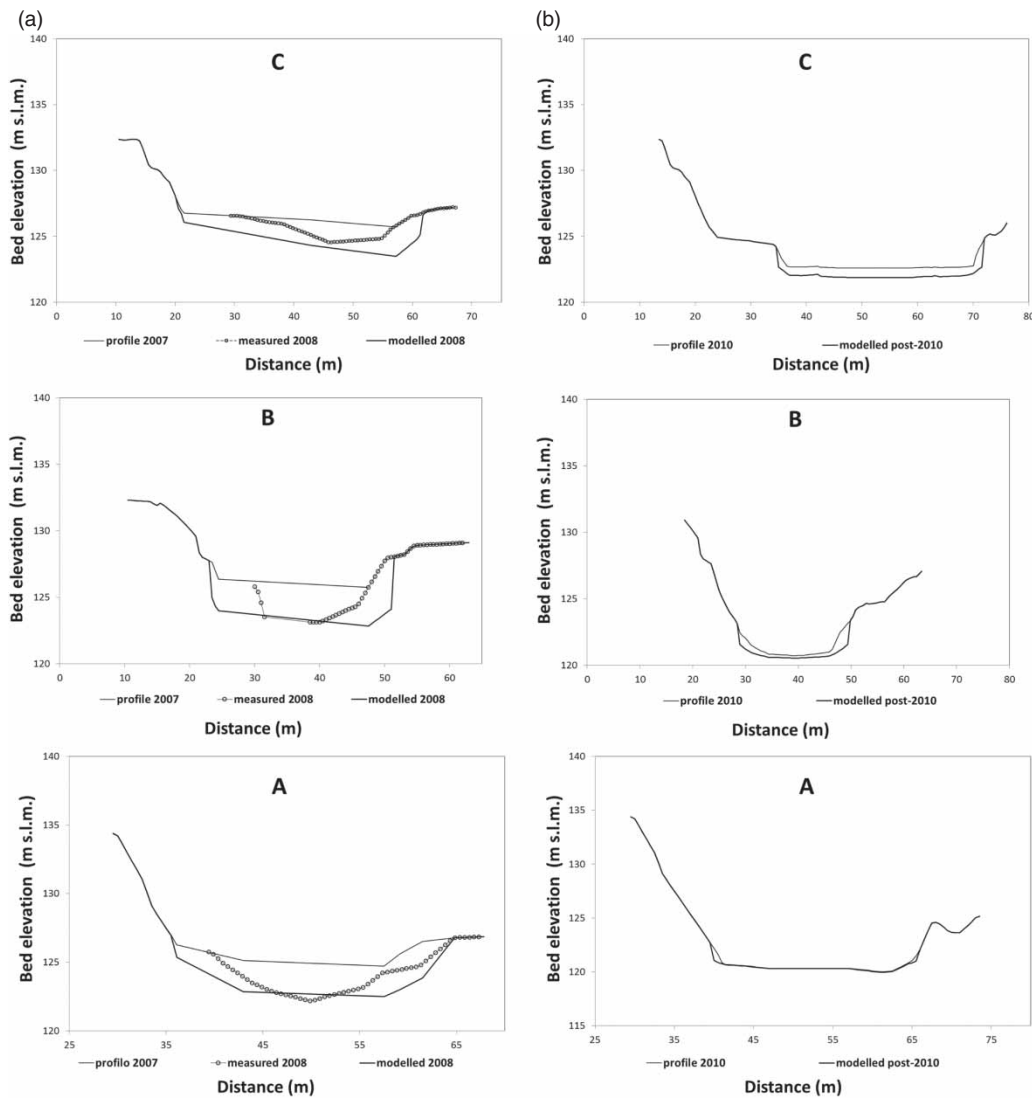 (a)
C
Bed elevation (m s.l.m.)
140
135
130
125
120
0 10 20 30 40 50 60 70
profile 2007 measured 2008 modelled 2008
Distance (m)
B
Bed elevation (m s.l.m.)
140
135
130
125
120
0 10 20 30 40 50 60
profile 2007 measured 2008 modelled 2008
Distance (m)
A
Bed elevation (m s.l.m.)
140
135
130
125
120
25 35 45 55 65
profilo 2007 measured 2008 modelled 2008
Distance (m)
(b)
C
Bed elevation (m s.l.m.)
140
135
130
125
120
0 10 20 30 40 50 60 70 80
profile 2010 modelled post-2010
Distance (m)
B
Bed elevation (m s.l.m.)
140
135
130
125
120
0 10 20 30 40 50 60 70 80
profile 2010 modelled post-2010
Distance (m)
A
Bed elevation (m s.l.m.)
140
135
130
125
120
115
25 35 45 55 65 75
profile 2010 modelled post-2010
Distance (m)